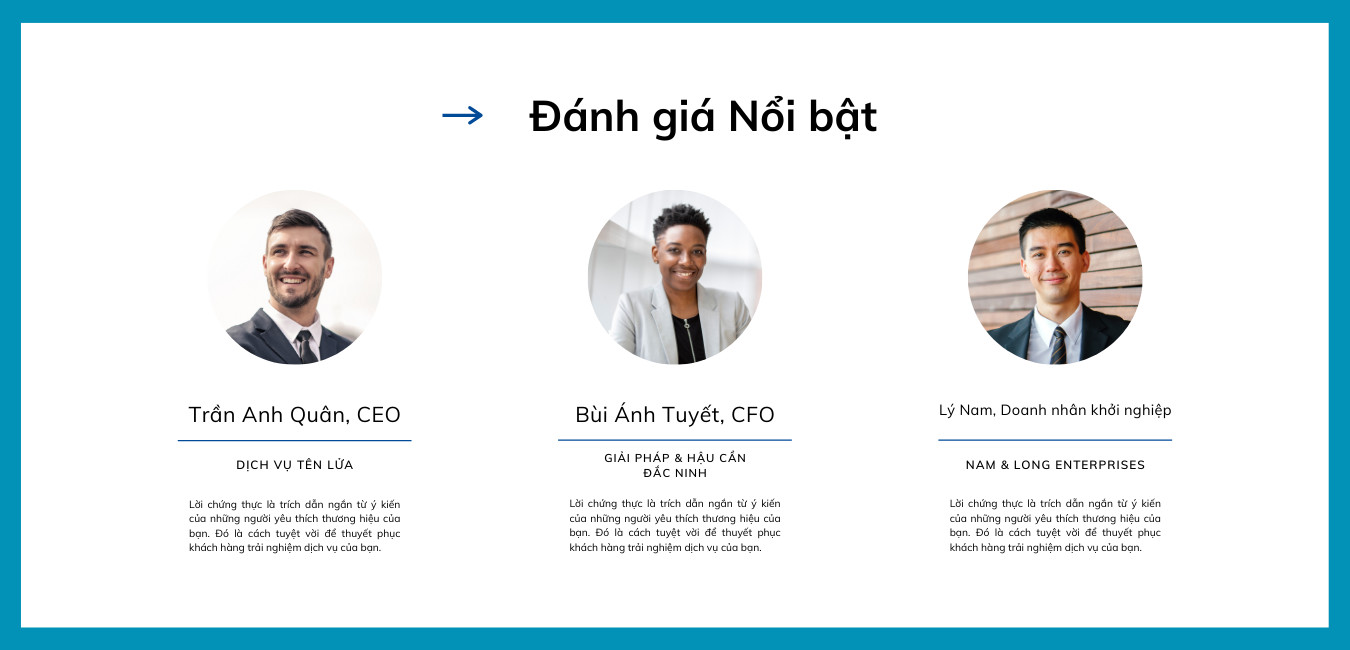 Đánh giá Nổi bật
Trần Anh Quân, CEO
DỊCH VỤ TÊN LỬA
Lời chứng thực là trích dẫn ngắn từ ý kiến
của những người yêu thích thương hiệu của
bạn. Đó là cách tuyệt vời để thuyết phục
khách hàng trải nghiệm dịch vụ của bạn.
Bùi Ánh Tuyết, CFO
GIẢI PHÁP & HẬU CẦN
ĐẮC NINH
Lời chứng thực là trích dẫn ngắn từ ý kiến
của những người yêu thích thương hiệu của
bạn. Đó là cách tuyệt vời để thuyết phục
khách hàng trải nghiệm dịch vụ của bạn.
Lý Nam, Doanh nhân khởi nghiệp
NAM & LONG ENTERPRISES
Lời chứng thực là trích dẫn ngắn từ ý kiến
của những người yêu thích thương hiệu của
bạn. Đó là cách tuyệt vời để thuyết phục
khách hàng trải nghiệm dịch vụ của bạn.